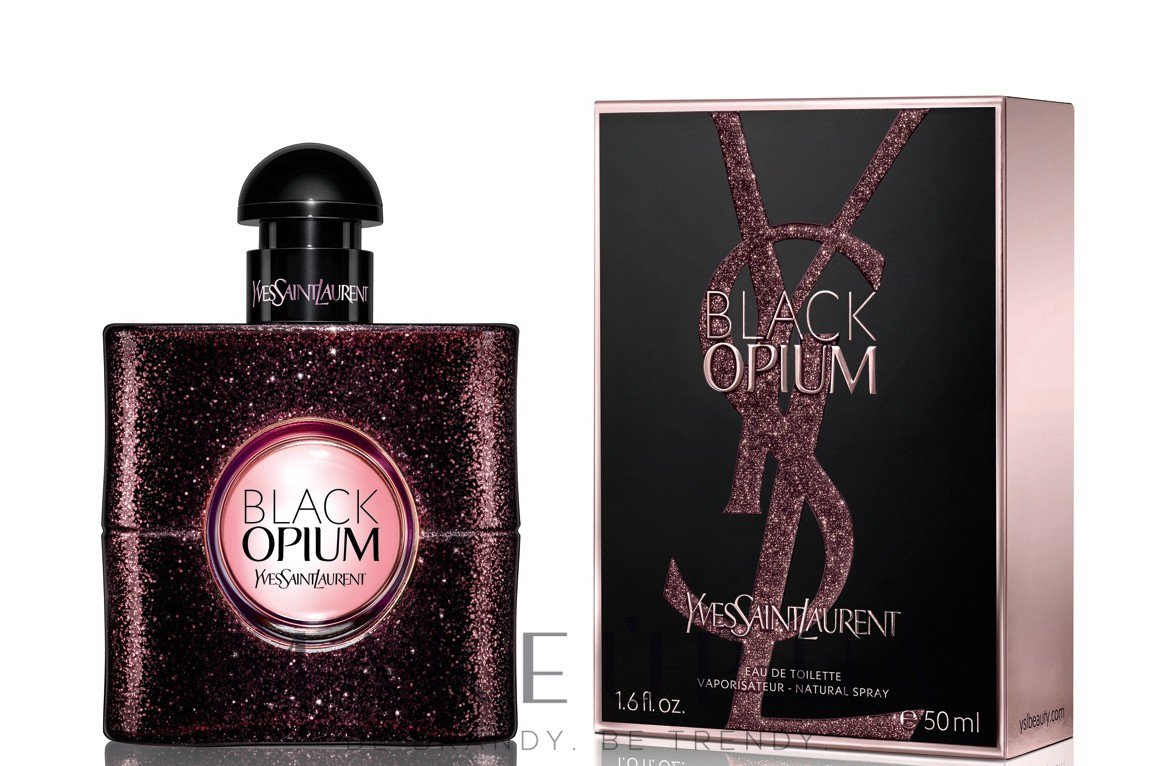 YVESSAINTLAURENT
BLACK
OPIUM
YVESSAINTLAURENT
BLACK
OPIUM
YVESSAINTLAURENT
EAU DE TOILETTE
VAPORISATEUR - NATURAL SPRAY
1.6 fl. oz.
e 50 ml
yslbeauty.com
BE BRANDY. BE TRENDY.